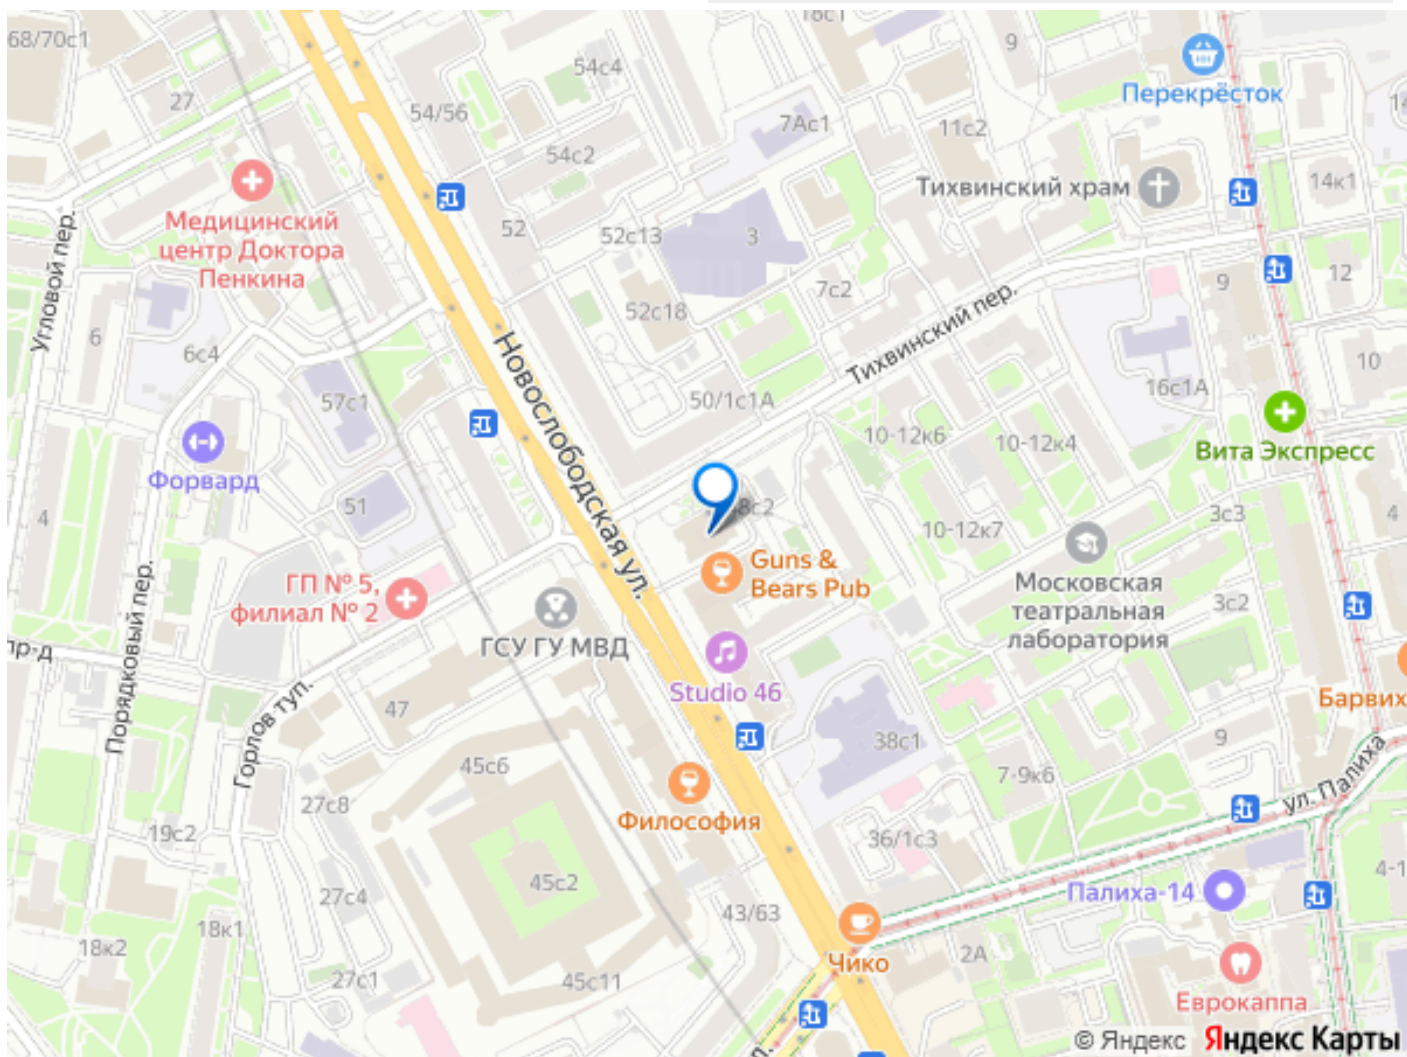 68/70с1
18с1
9
54с4
Перекрёсток
27
54/56
7Ас1
11с2
54с2
Тихвинский храм
14к1
Медицинский
центр Доктора
Пенкина
52
52с13
3
Угловой пер.
7с2
9
12
52с18
6
6с4
Новослободская ул.
Тихвинский пер.
10
16с1А
57с1
50/1с1А
10-12к6
10-12к4
Вита Экспресс
Форвард
4
51
10-12к7
3с3
4
Guns &
Bears Pub
ГП № 5,
филиал № 2
Московская
театральная
лаборатория
3с2
ГСУ ГУ МВД
пр-д
Порядковый пер.
Studio 46
Барвих
Горлов туп.
47
38с1
9
45с6
7-9к6
ул. Палиха
27с8
Философия
19с2
36/1с3
45с2
27с4
Палиха-14
43/63
18к1
18к2
2А
Чико
27с1
45с11
Еврокаппа
© Яндекс Яндекс Карты